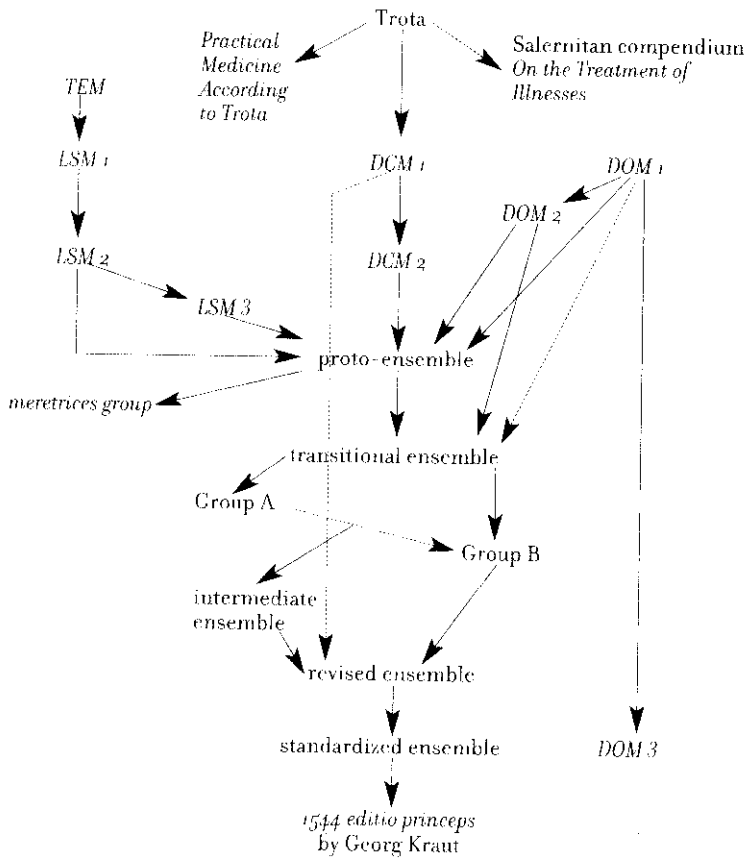 Trota
Practical
Medicine
According
to Trota
Salernitan compendium
On the Treatment of
Illnesses
TEM
LSM 1
DCM 1
DOM 1
DOM 2
LSM 2
DCM 2
LSM 3
proto-ensemble
meretrices group
transitional ensemble
Group A
Group B
intermediate
ensemble
revised ensemble
standardized ensemble
DOM 3
1544 editio princeps
by Georg Kraut